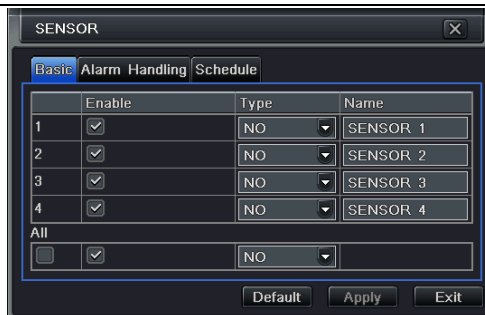 SENSOR
Basic Alarm Handling Schedule
Enable Type Name
1 NO SENSOR 1
2 NO SENSOR 2
3 NO SENSOR 3
4 NO SENSOR 4
All
NO
Default Apply Exit